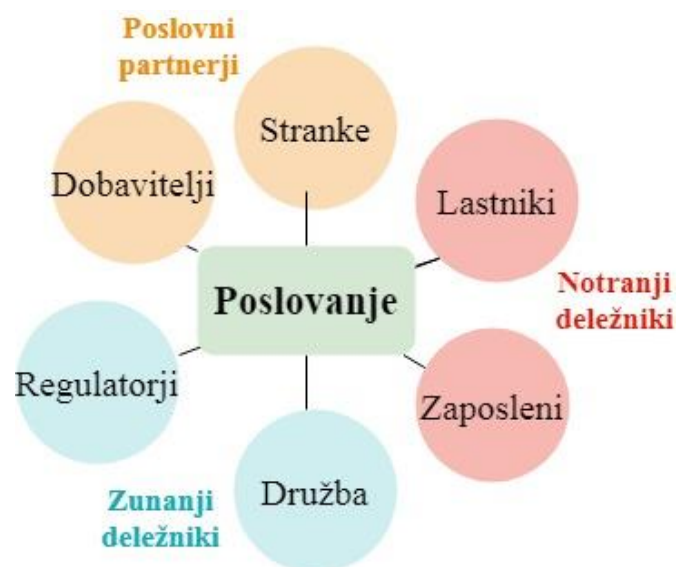 Poslovni
partnerji
Stranke
Dobavitelji
Lastniki
Poslovanje
Notranji
deležniki
Regulatorji
Zaposleni
Družba
Zunanji
deležniki